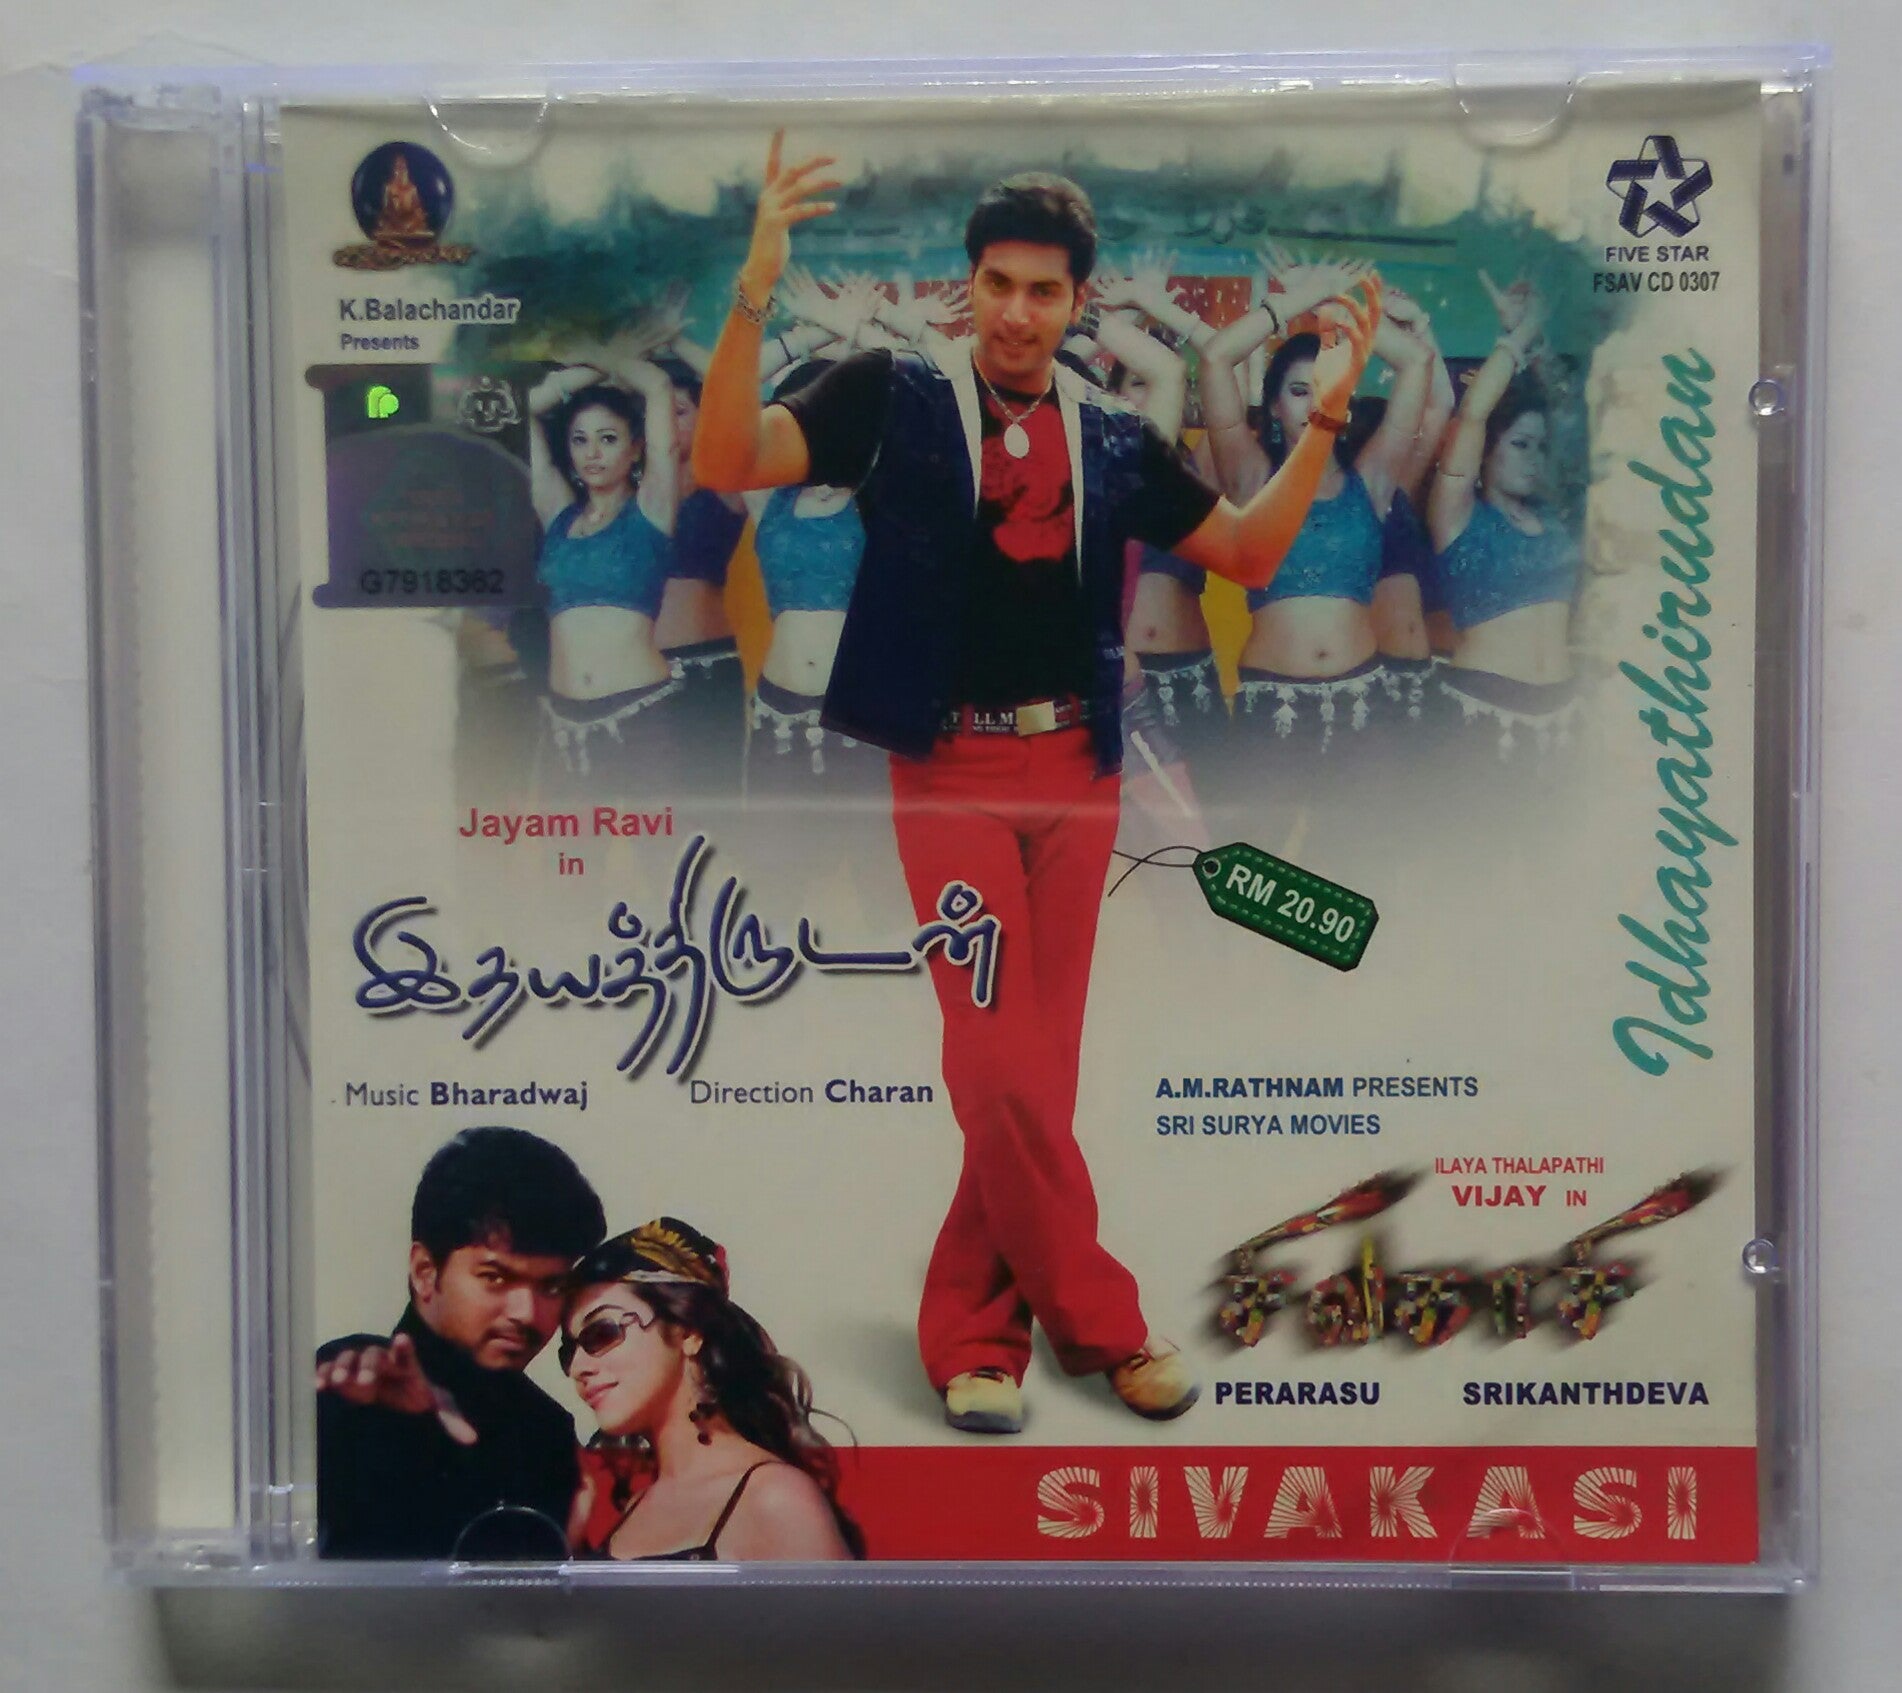 FIVE STAR
FSAV CD 0307
K.Balachandar
Presents
G7918362
Idhayathirudan
Jayam Ravi
in
இதயத்திருடன்
RM 20.90
Music Bharadwaj
Direction Charan
A.M.RATHNAM PRESENTS
SRI SURYA MOVIES
ILAYA THALAPATHI
VIJAY IN
சிவகாசி
PERARASU
SRIKANTHDEVA
SIVAKASI